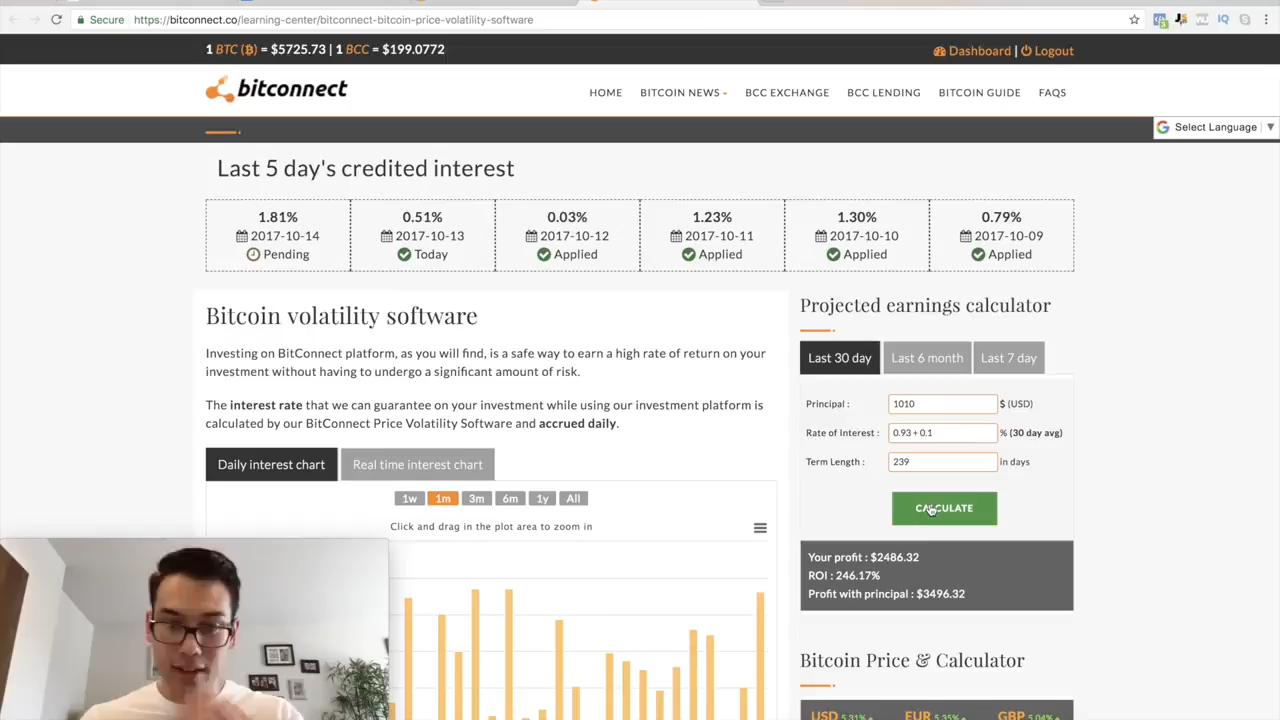 Secure https://bitconnect.co/learning-center/bitconnect-bitcoin-price-volatility-software
1 BTC (฿) = $5725.73 | 1 BCC = $199.0772
Dashboard | Logout
bitconnect
HOME BITCOIN NEWS BCC EXCHANGE BCC LENDING BITCOIN GUIDE FAQS
Select Language
Last 5 day's credited interest
1.81% 0.51% 0.03% 1.23% 1.30% 0.79%
2017-10-14 2017-10-13 2017-10-12 2017-10-11 2017-10-10 2017-10-09
Pending Today Applied Applied Applied Applied
Bitcoin volatility software
Investing on BitConnect platform, as you will find, is a safe way to earn a high rate of return on your
investment without having to undergo a significant amount of risk.
The interest rate that we can guarantee on your investment while using our investment platform is
calculated by our BitConnect Price Volatility Software and accrued daily.
Daily interest chart Real time interest chart
1w 1m 3m 6m 1y All
Click and drag in the plot area to zoom in
Projected earnings calculator
Last 30 day Last 6 month Last 7 day
Principal : 1010 $ (USD)
Rate of Interest : 0.93 + 0.1 % (30 day avg)
Term Length : 239 in days
CALCULATE
Your profit : $2486.32
ROI : 246.17%
Profit with principal : $3496.32
Bitcoin Price & Calculator
USD 5.31% EUR 5.35% GBP 5.04%